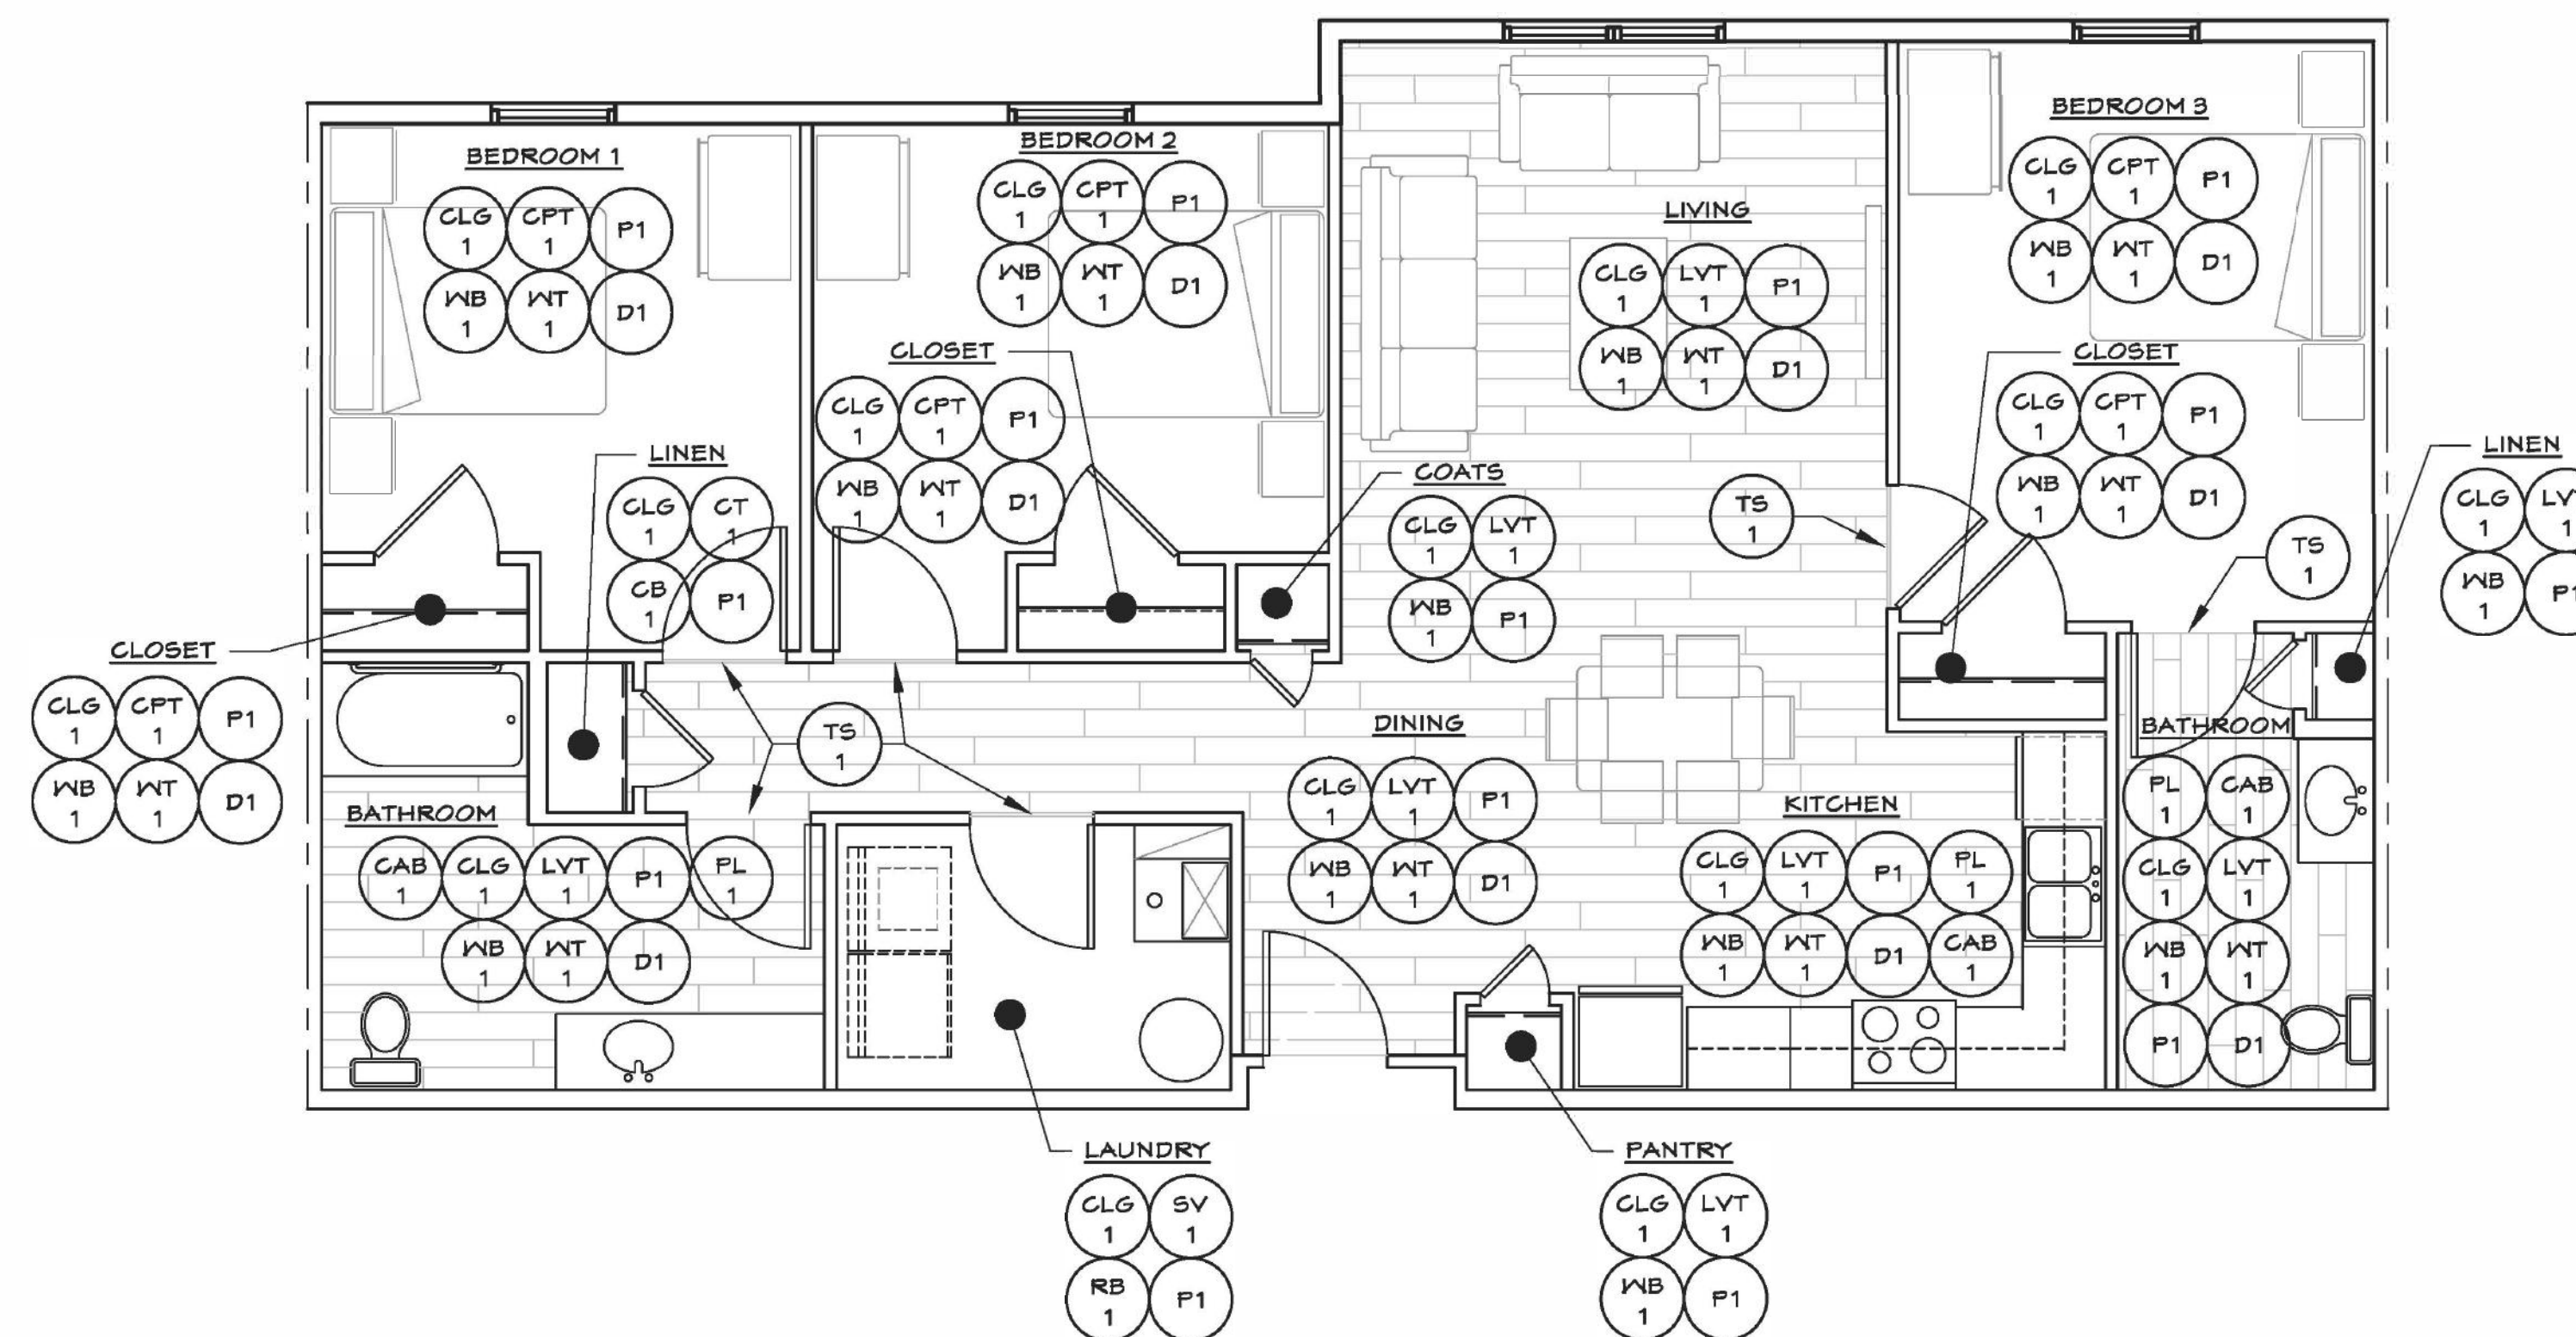 BEDROOM 1
CLG 1 CPT 1 P1
WB 1 WT 1 D1
BEDROOM 2
CLG 1 CPT 1 P1
WB 1 WT 1 D1
CLOSET
CLG 1 CPT 1 P1
WB 1 WT 1 D1
LIVING
CLG 1 LVT 1 P1
WB 1 WT 1 D1
BEDROOM 3
CLG 1 CPT 1 P1
WB 1 WT 1 D1
CLOSET
CLG 1 CPT 1 P1
WB 1 WT 1 D1
LINEN
CLG 1 CT 1
CB 1 P1
COATS
CLG 1 LVT 1
WB 1 P1
TS 1
TS 1
LINEN
CLG 1 LVT 1
WB 1 P1
CLOSET
CLG 1 CPT 1 P1
WB 1 WT 1 D1
TS 1
BATHROOM
CAB 1 CLG 1 LVT 1 P1 PL 1
WB 1 WT 1 D1
DINING
CLG 1 LVT 1 P1
WB 1 WT 1 D1
KITCHEN
CLG 1 LVT 1 P1 PL 1
WB 1 WT 1 D1 CAB 1
BATHROOM
PL 1 CAB 1
CLG 1 LVT 1
WB 1 WT 1
P1 D1
LAUNDRY
CLG 1 SV 1
RB 1 P1
PANTRY
CLG 1 LVT 1
WB 1 P1